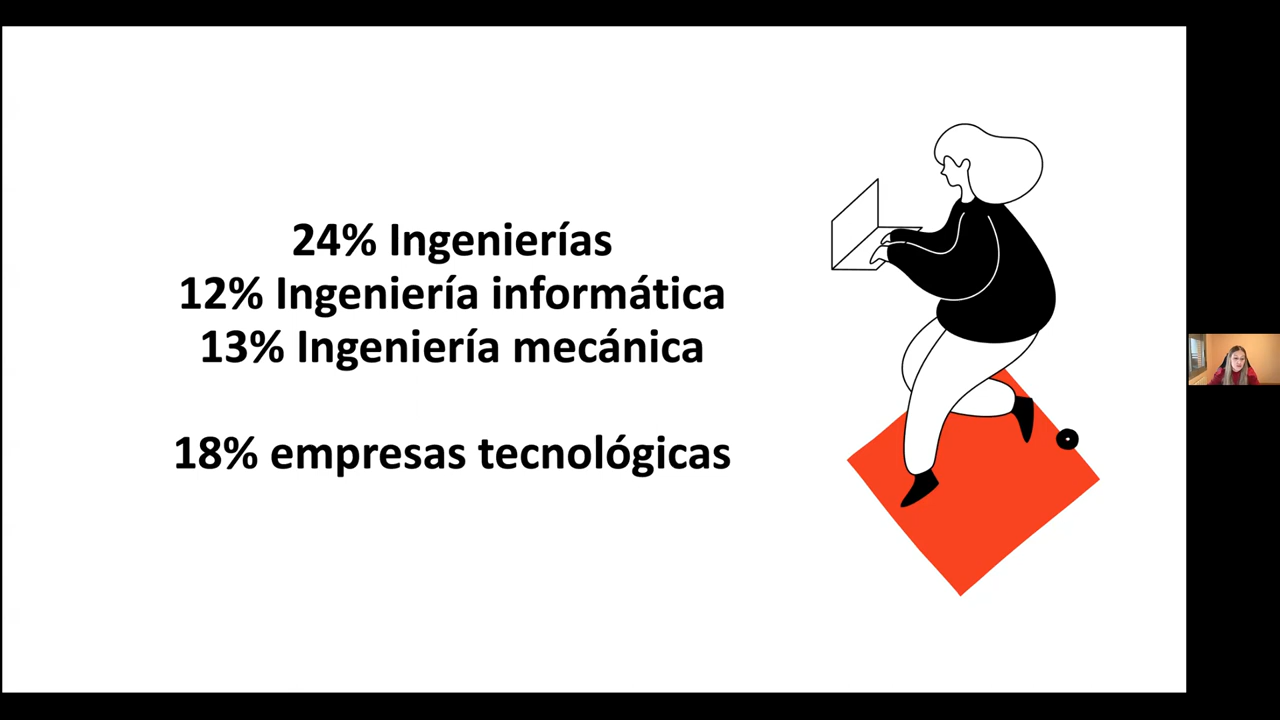 24% Ingenierías
12% Ingeniería informática
13% Ingeniería mecánica
18% empresas tecnológicas